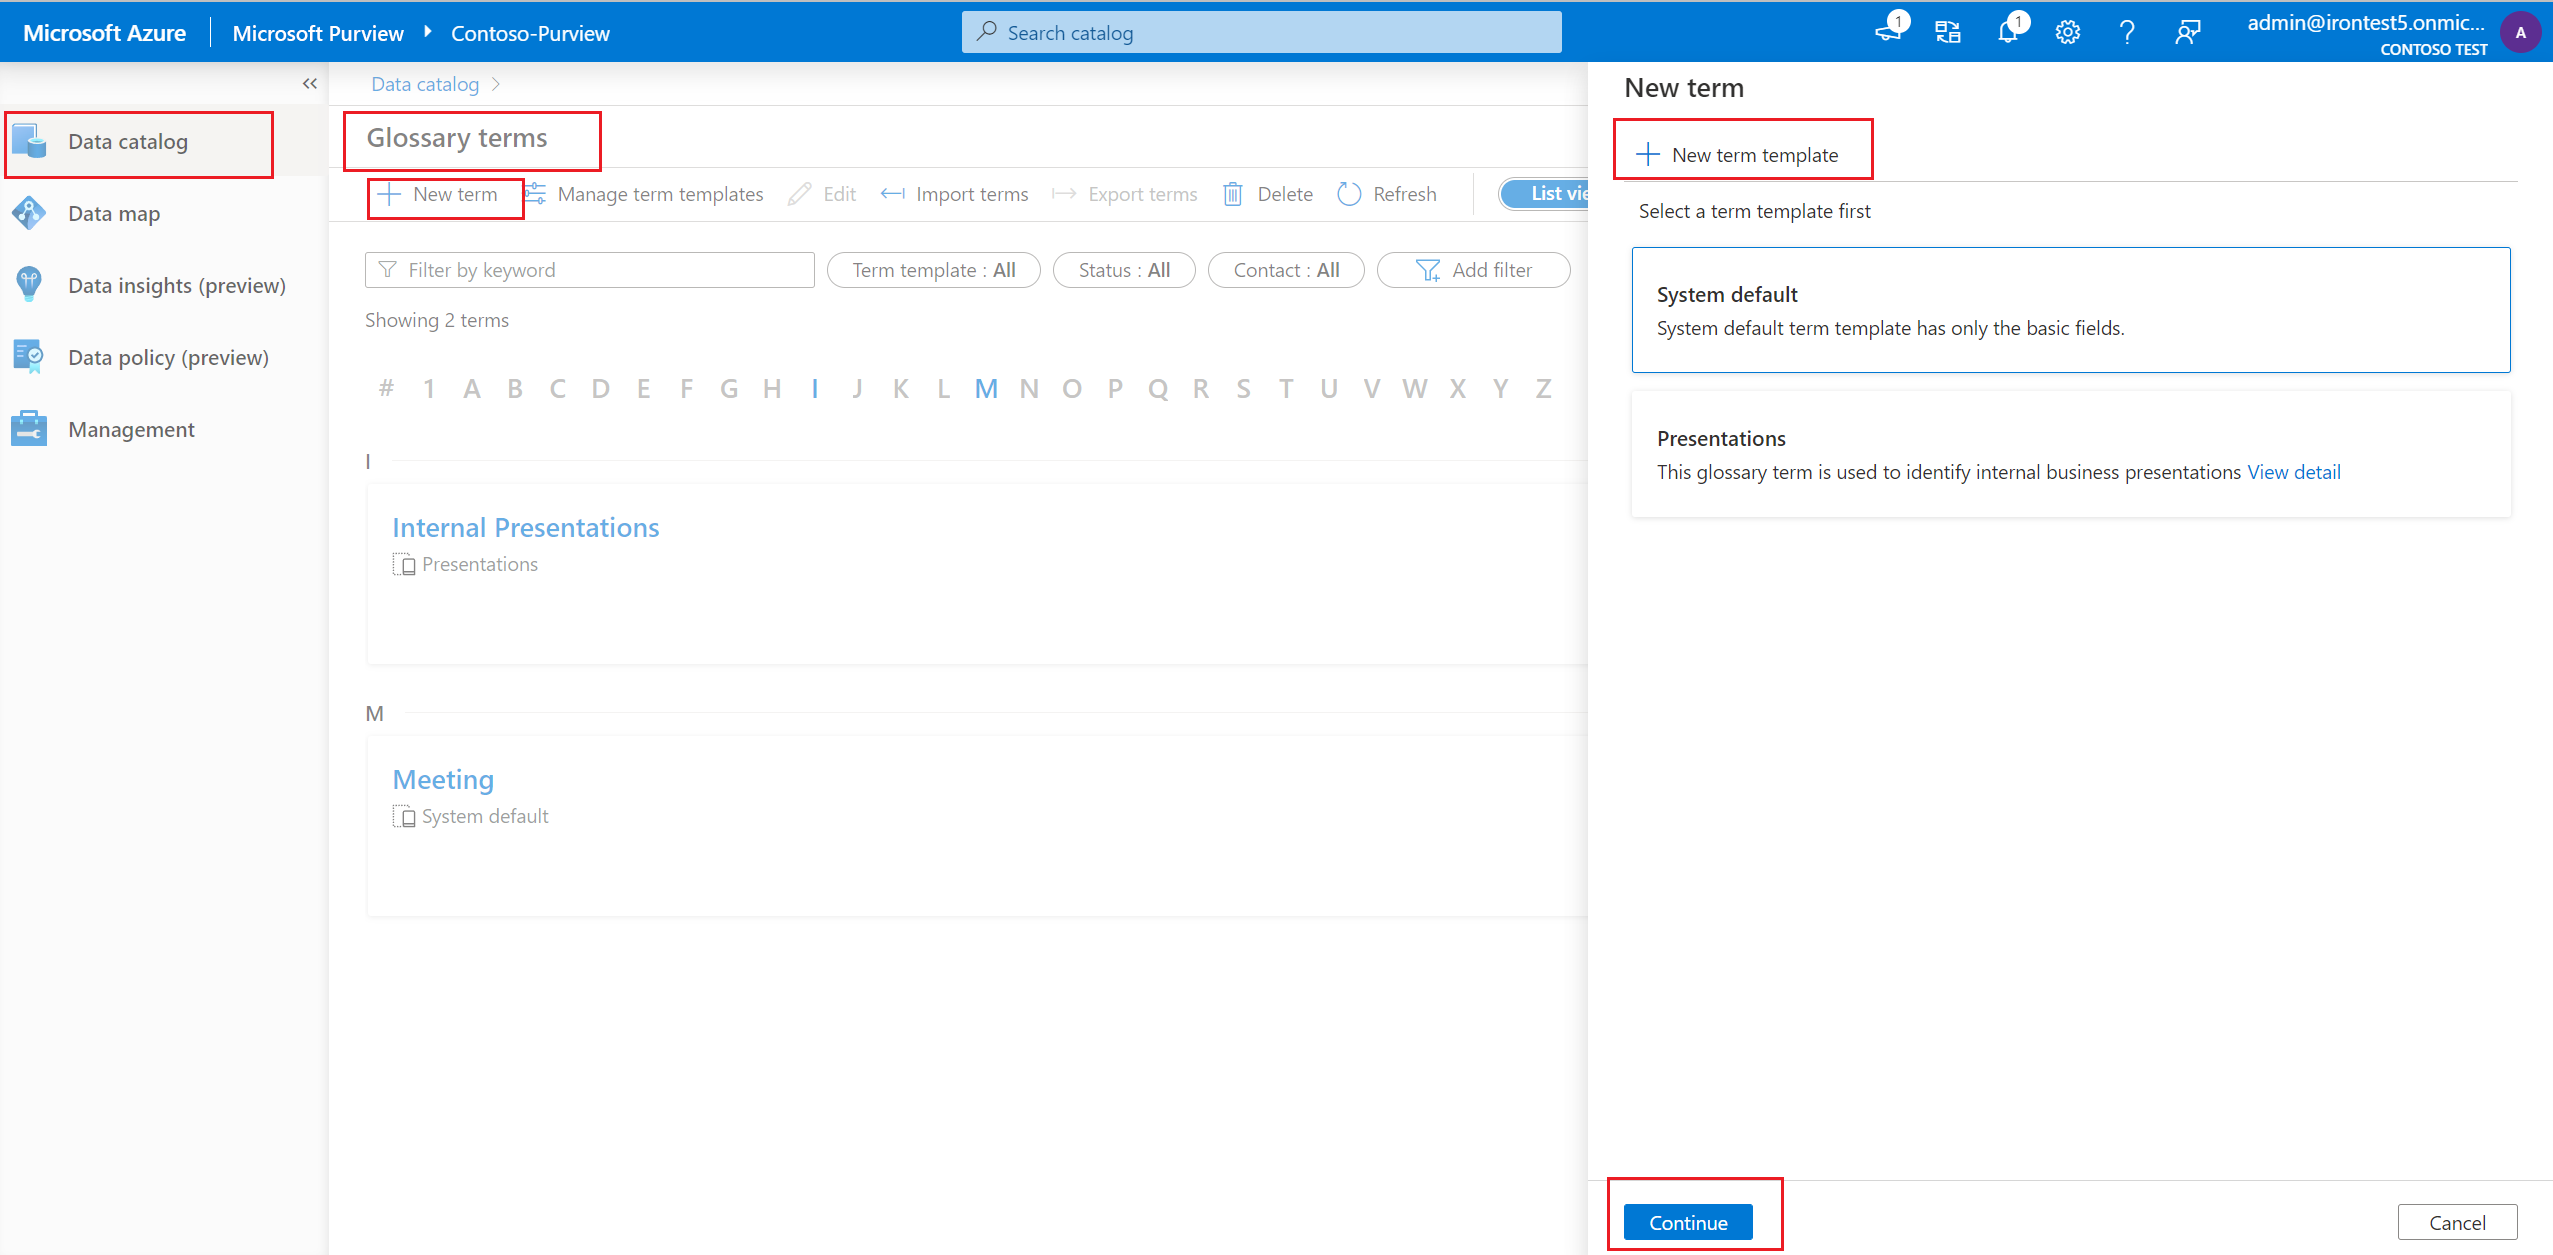 Microsoft Azure
Microsoft Purview
Contoso-Purview
Search catalog
1
1
admin@irontest5.onmic...
CONTOSO TEST
A
Data catalog
Data map
Data insights (preview)
Data policy (preview)
Management
Data catalog
Glossary terms
New term
Manage term templates
Edit
Import terms
Export terms
Delete
Refresh
List vie
Filter by keyword
Term template : All
Status : All
Contact : All
Add filter
Showing 2 terms
# 1 A B C D E F G H I J K L M N O P Q R S T U V W X Y Z
I
Internal Presentations
Presentations
M
Meeting
System default
New term
New term template
Select a term template first
System default
System default term template has only the basic fields.
Presentations
This glossary term is used to identify internal business presentations View detail
Continue
Cancel